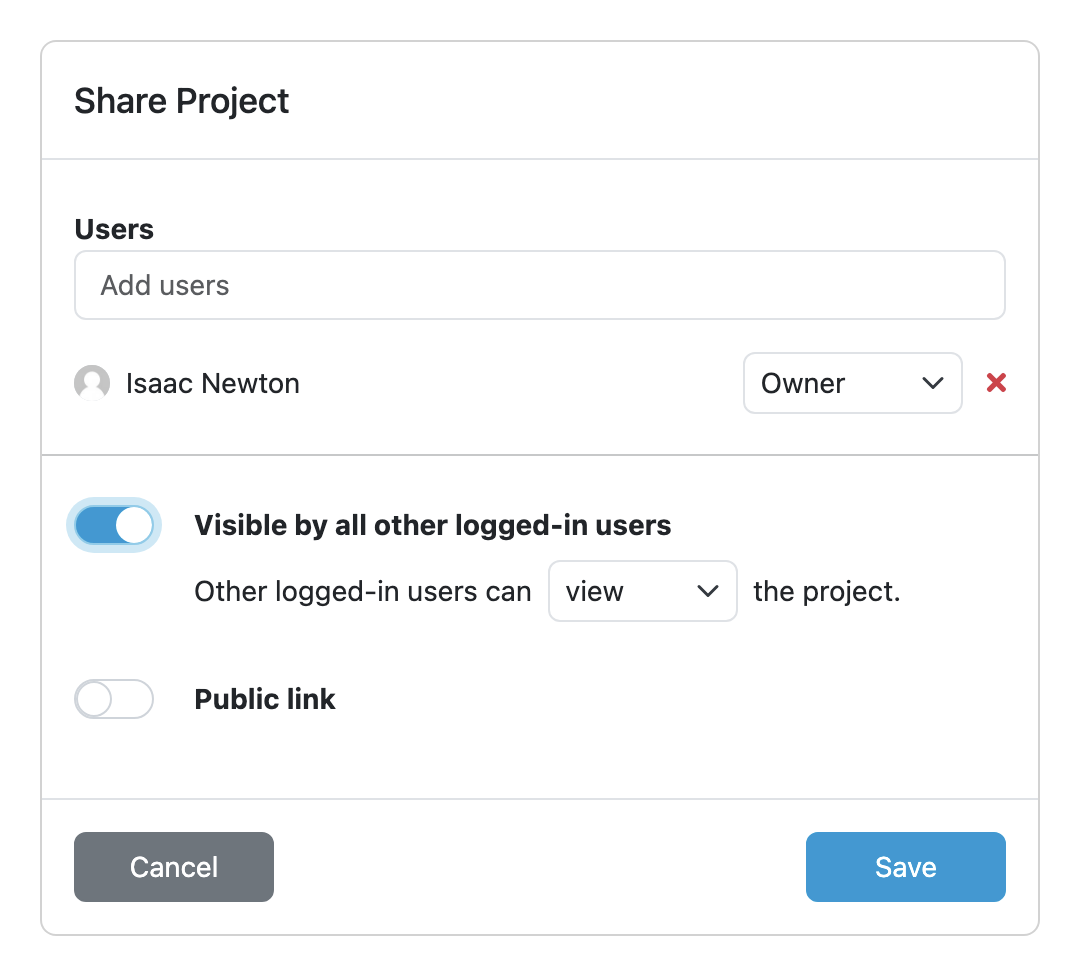 Share Project
Users
Add users
Isaac Newton Owner
Visible by all other logged-in users
Other logged-in users can view the project.
Public link
Cancel Save